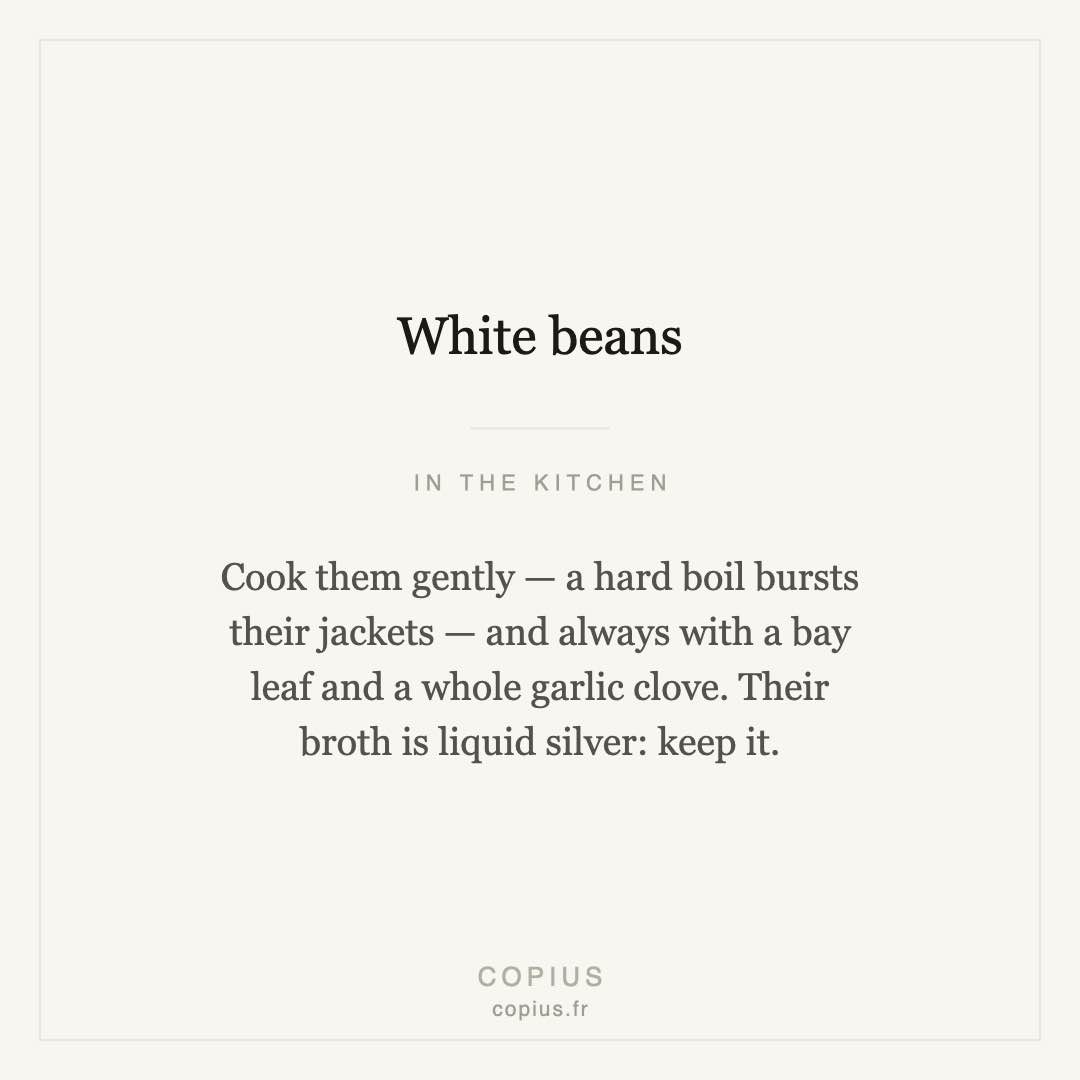 White beans
IN THE KITCHEN
Cook them gently — a hard boil bursts
their jackets — and always with a bay
leaf and a whole garlic clove. Their
broth is liquid silver: keep it.
COPIUS
copius.fr